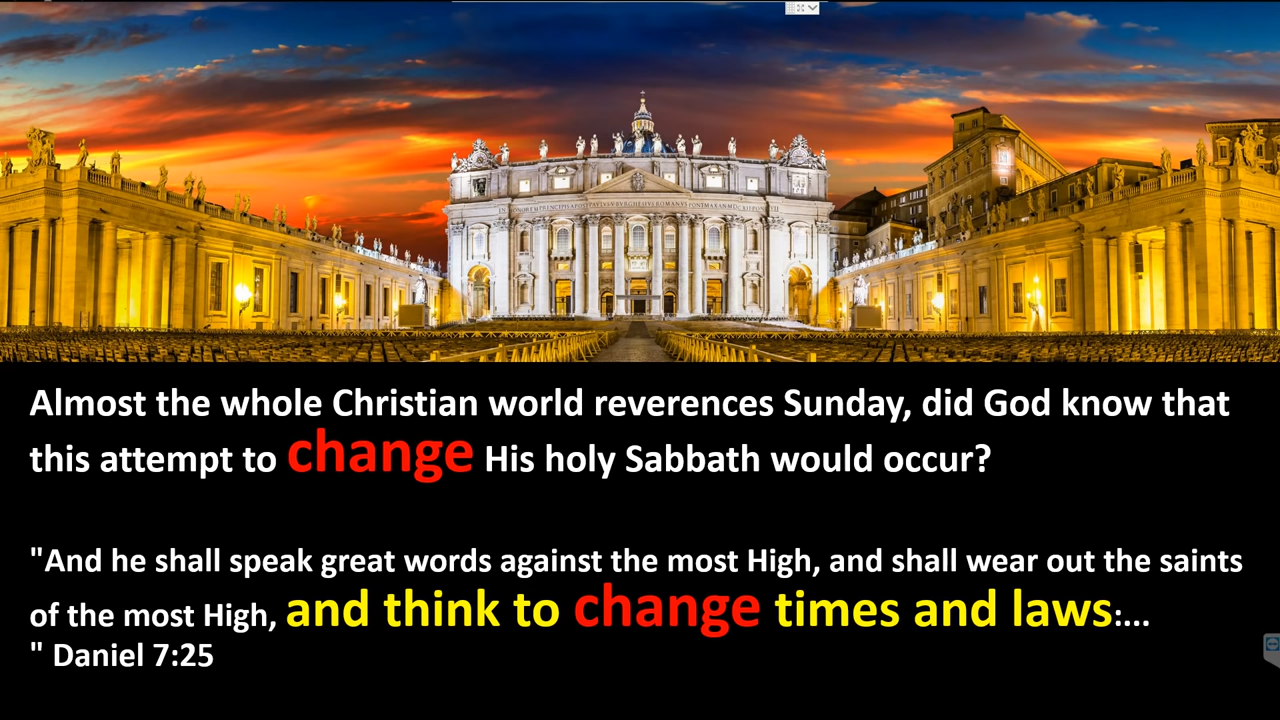 Almost the whole Christian world reverences Sunday, did God know that
this attempt to change His holy Sabbath would occur?
"And he shall speak great words against the most High, and shall wear out the saints
of the most High, and think to change times and laws:...
" Daniel 7:25